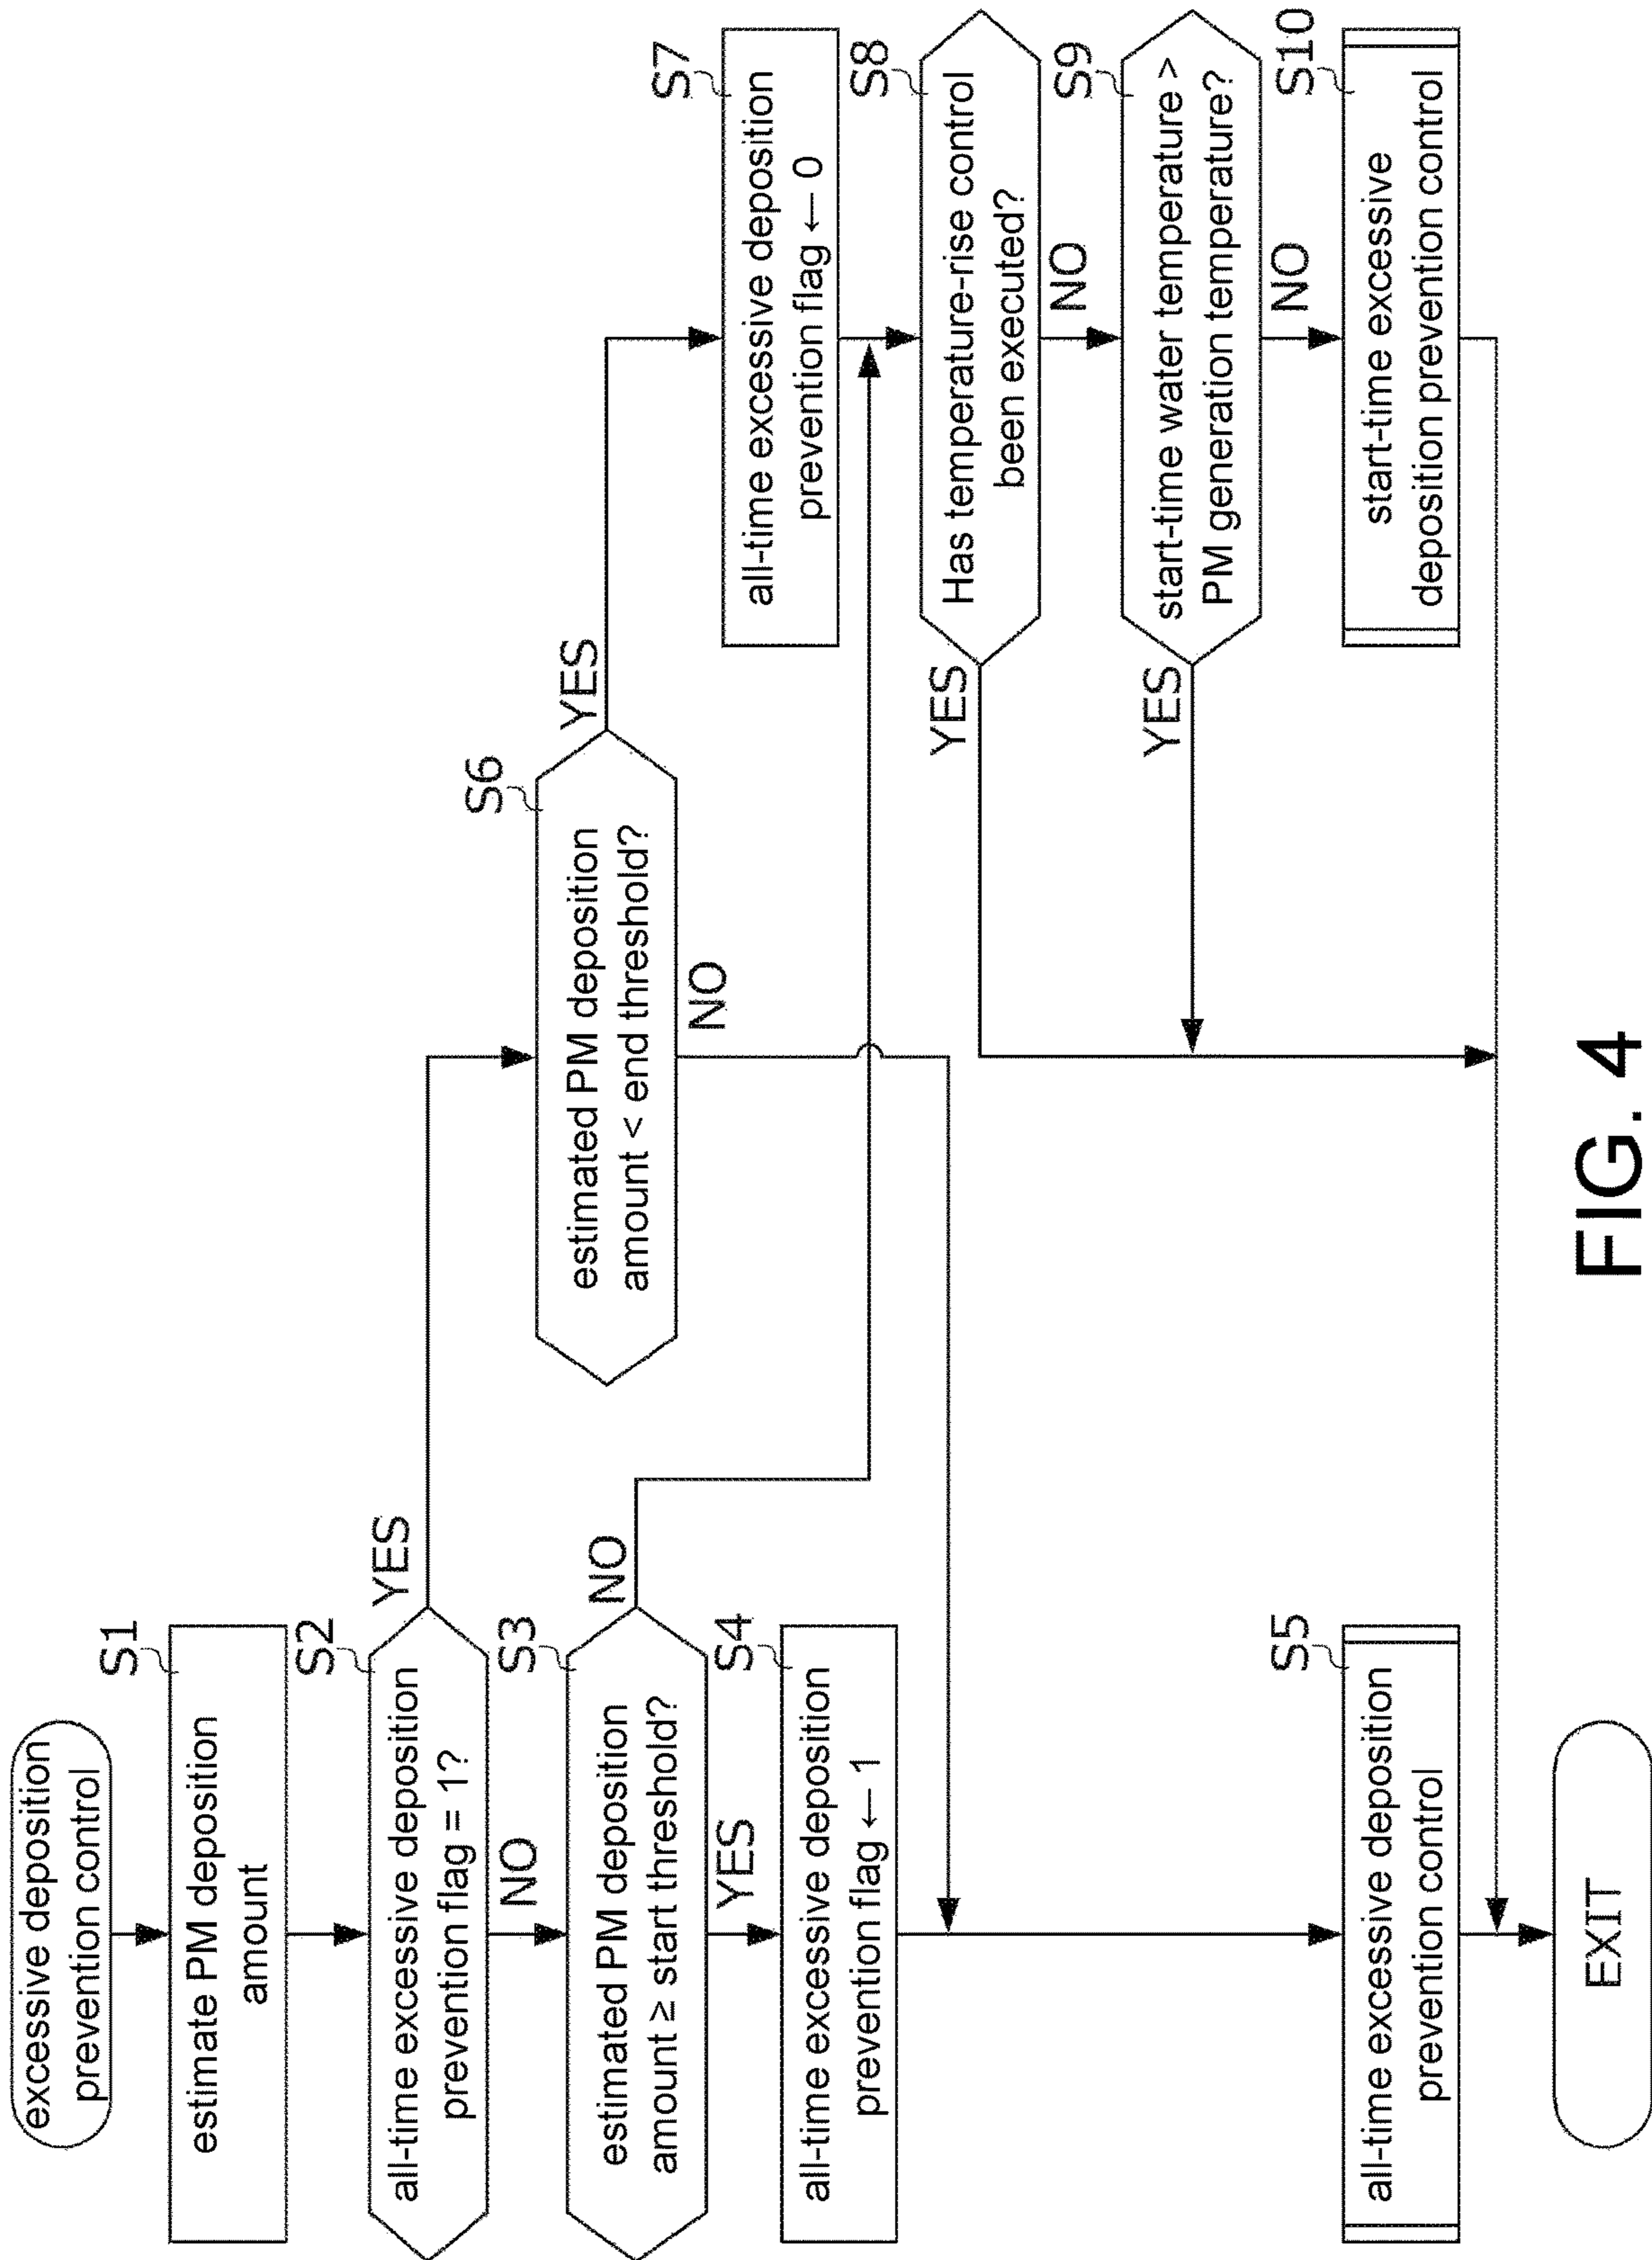 excessive deposition
prevention control
S1
estimate PM deposition
amount
S2
all-time excessive deposition
prevention flag = 1?
YES
NO
S3
estimated PM deposition
amount ≥ start threshold?
NO
YES
S4
all-time excessive deposition
prevention flag ← 1
S5
all-time excessive deposition
prevention control
EXIT
S6
estimated PM deposition
amount < end threshold?
YES
NO
S7
all-time excessive deposition
prevention flag ← 0
S8
Has temperature-rise control
been executed?
YES
NO
S9
start-time water temperature >
PM generation temperature?
YES
NO
S10
start-time excessive
deposition prevention control
FIG. 4